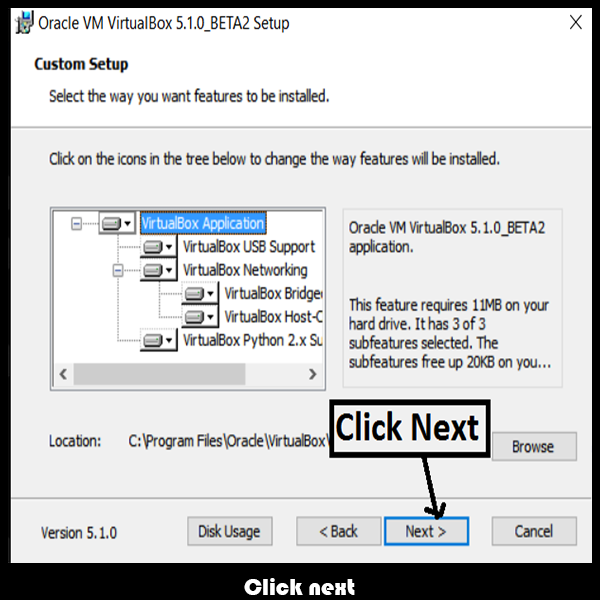 Oracle VM VirtualBox 5.1.0_BETA2 Setup
Custom Setup
Select the way you want features to be installed.
Click on the icons in the tree below to change the way features will be installed.
VirtualBox Application
VirtualBox USB Support
VirtualBox Networking
VirtualBox Bridge
VirtualBox Host-
VirtualBox Python 2.x Su
Oracle VM VirtualBox 5.1.0_BETA2
application.
This feature requires 11MB on your
hard drive. It has 3 of 3
subfeatures selected. The
subfeatures free up 20KB on you...
Location:
C:\Program Files\Oracle\VirtualBox\
Click Next
Browse
Version 5.1.0
Disk Usage
< Back
Next >
Cancel
Click next